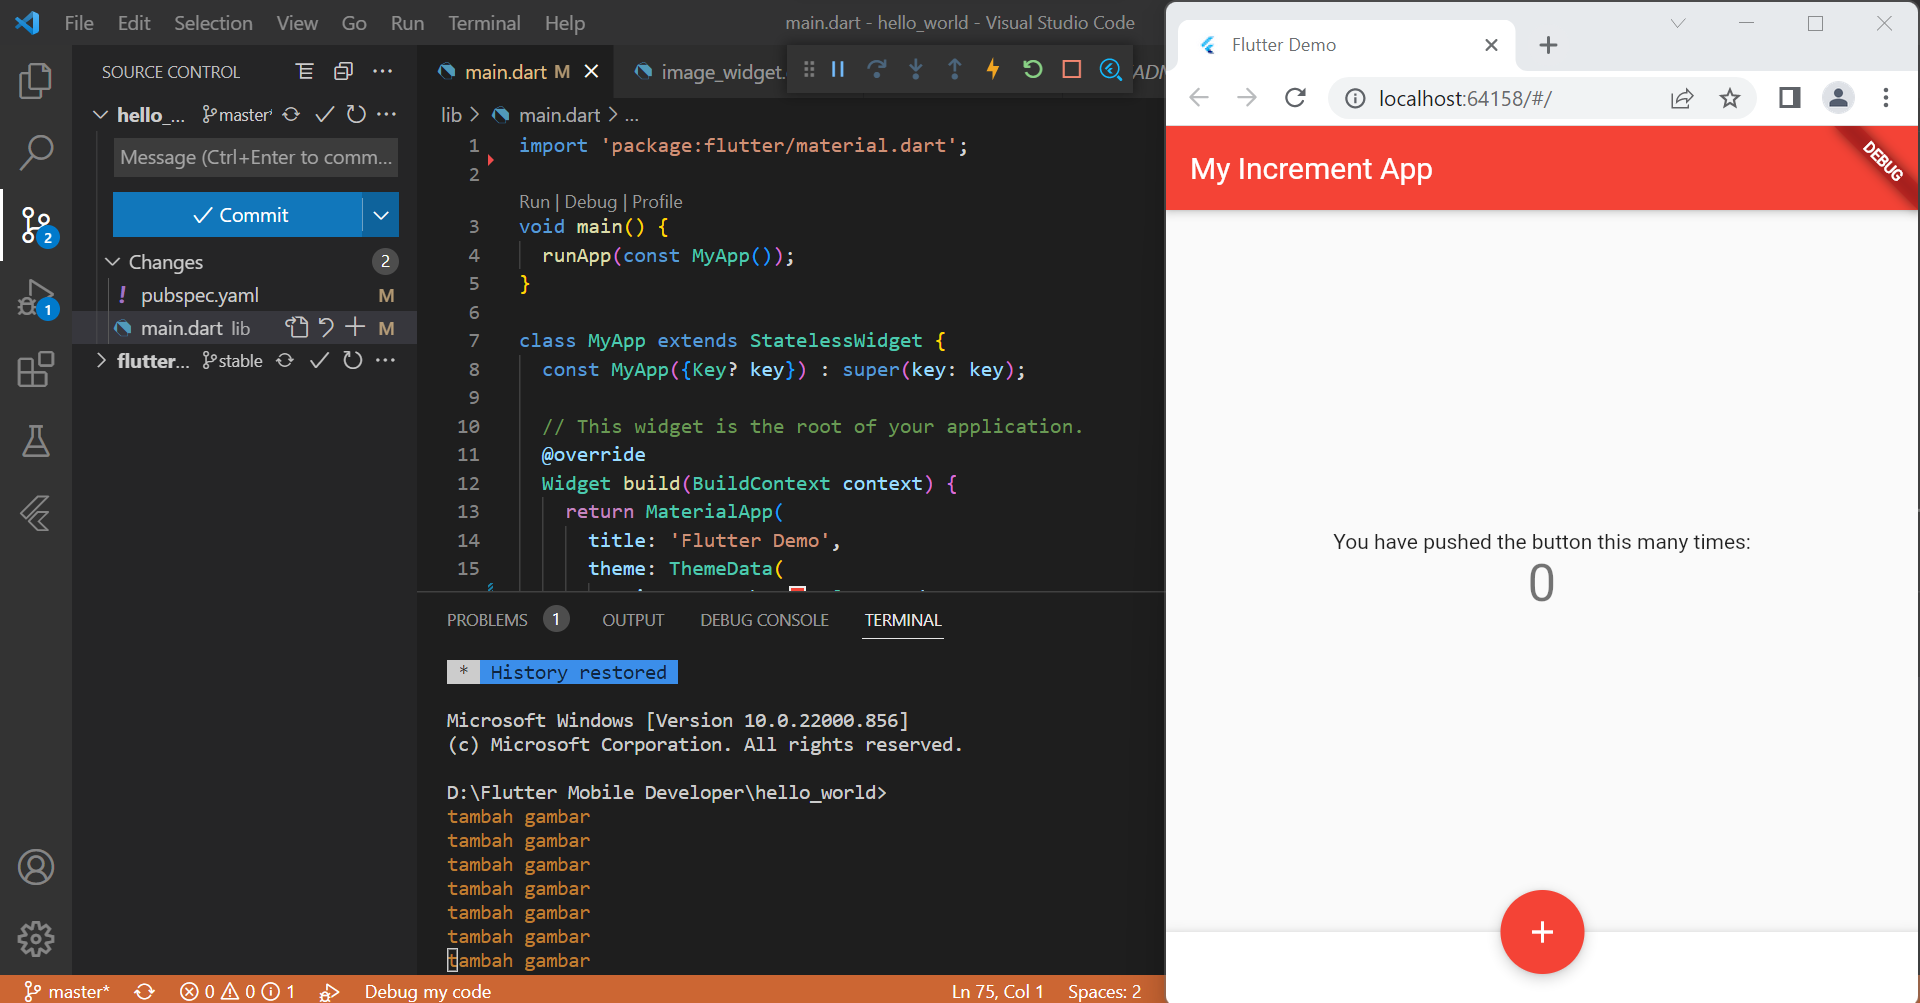 File Edit Selection View Go Run Terminal Help
main.dart - hello_world - Visual Studio Code
SOURCE CONTROL
hello_... master*
Message (Ctrl+Enter to comm...
Commit
2
Changes 2
1
! pubspec.yaml M
main.dart lib M
flutter... stable
main.dart M
image_widget.
lib > main.dart > ...
1 import 'package:flutter/material.dart';
2
Run | Debug | Profile
3 void main() {
4 runApp(const MyApp());
5 }
6
7 class MyApp extends StatelessWidget {
8 const MyApp({Key? key}) : super(key: key);
9
10 // This widget is the root of your application.
11 @override
12 Widget build(BuildContext context) {
13 return MaterialApp(
14 title: 'Flutter Demo',
15 theme: ThemeData(
PROBLEMS 1 OUTPUT DEBUG CONSOLE TERMINAL
* History restored
Microsoft Windows [Version 10.0.22000.856]
(c) Microsoft Corporation. All rights reserved.
D:\Flutter Mobile Developer\hello_world>
tambah gambar
tambah gambar
tambah gambar
tambah gambar
tambah gambar
tambah gambar
tambah gambar
master* 0 0 1 Debug my code Ln 75, Col 1 Spaces: 2
Flutter Demo
localhost:64158/#/
My Increment App
DEBUG
You have pushed the button this many times:
0
+